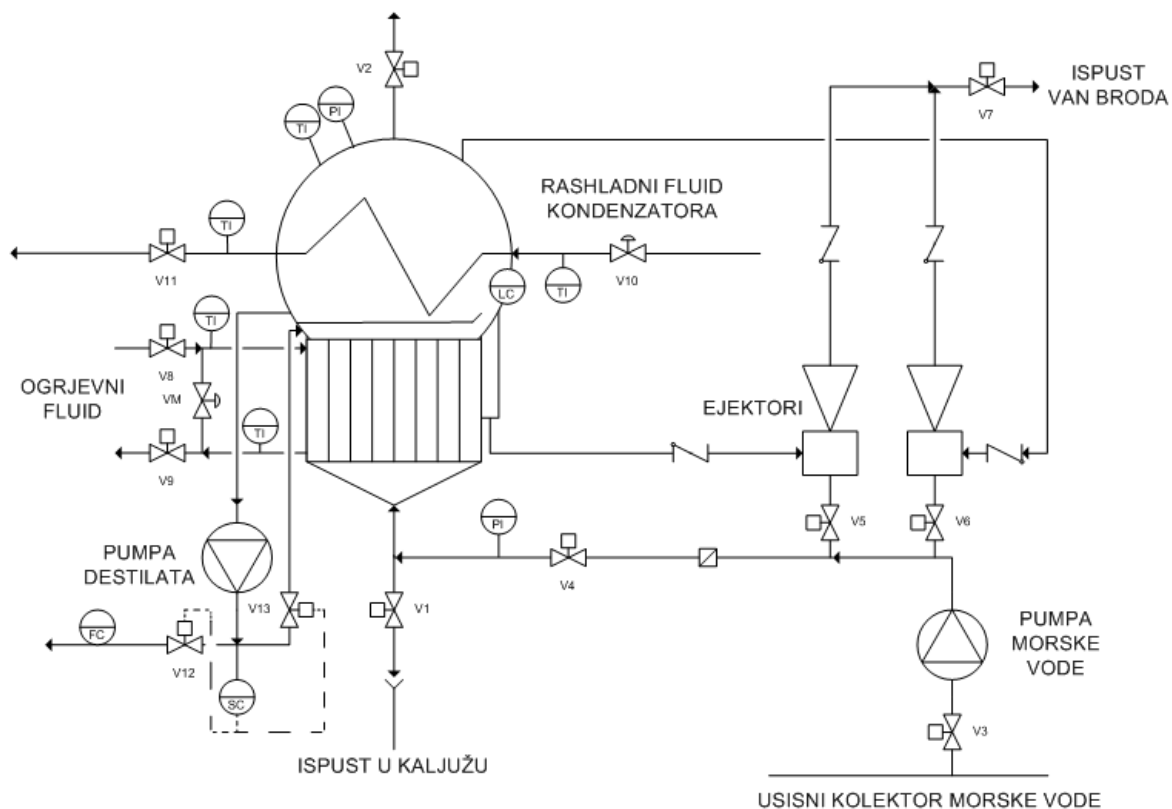 V2
TI
PI
V7
ISPUST
VAN BRODA
RASHLADNI FLUID
KONDENZATORA
TI
V11
LC
TI
V10
TI
V8
OGRJEVNI
FLUID
VM
TI
V9
EJEKTORI
PI
V5
V6
V4
PUMPA
DESTILATA
V13
V1
FC
V12
SC
PUMPA
MORSKE
VODE
V3
ISPUST U KALJUŽU
USISNI KOLEKTOR MORSKE VODE